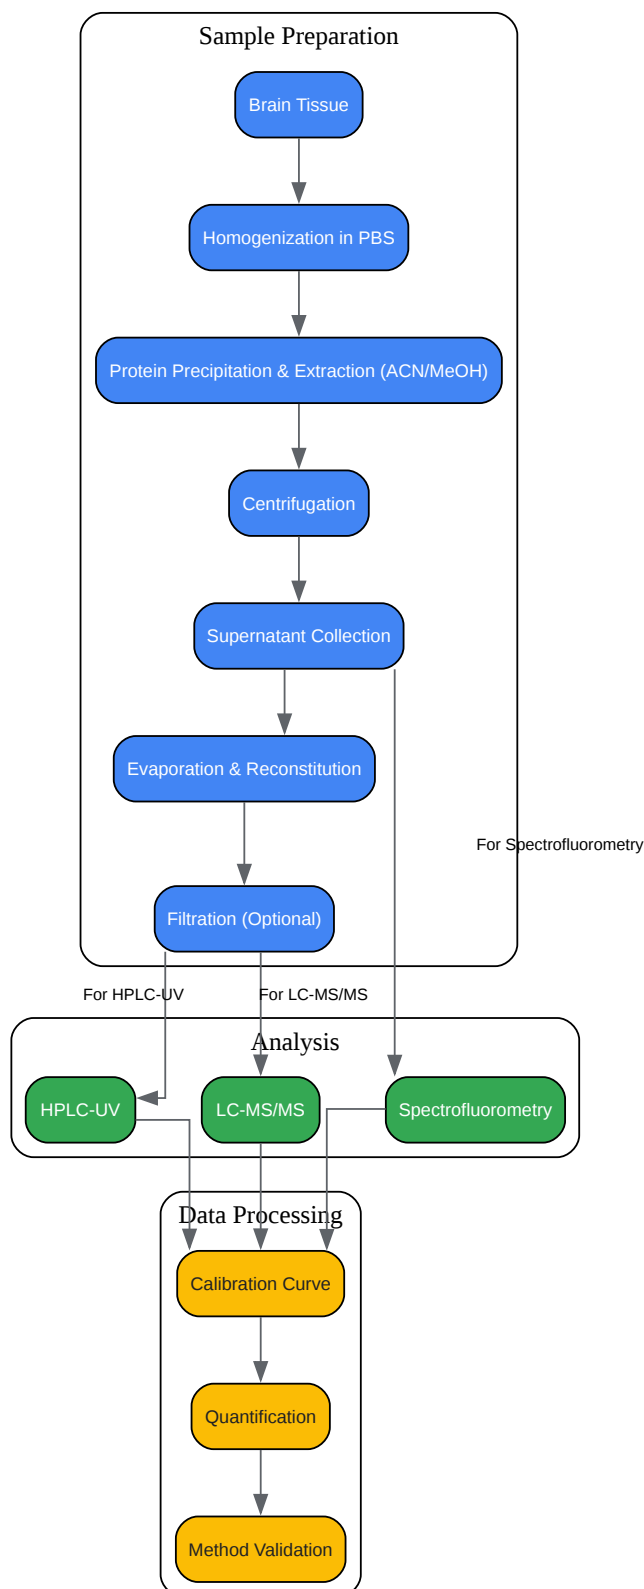 Sample Preparation
Brain Tissue
Homogenization in PBS
Protein Precipitation & Extraction (ACN/MeOH)
Centrifugation
Supernatant Collection
Evaporation & Reconstitution
For Spectrofluorometry
Filtration (Optional)
For HPLC-UV
For LC-MS/MS
Analysis
HPLC-UV
LC-MS/MS
Spectrofluorometry
Data Processing
Calibration Curve
Quantification
Method Validation